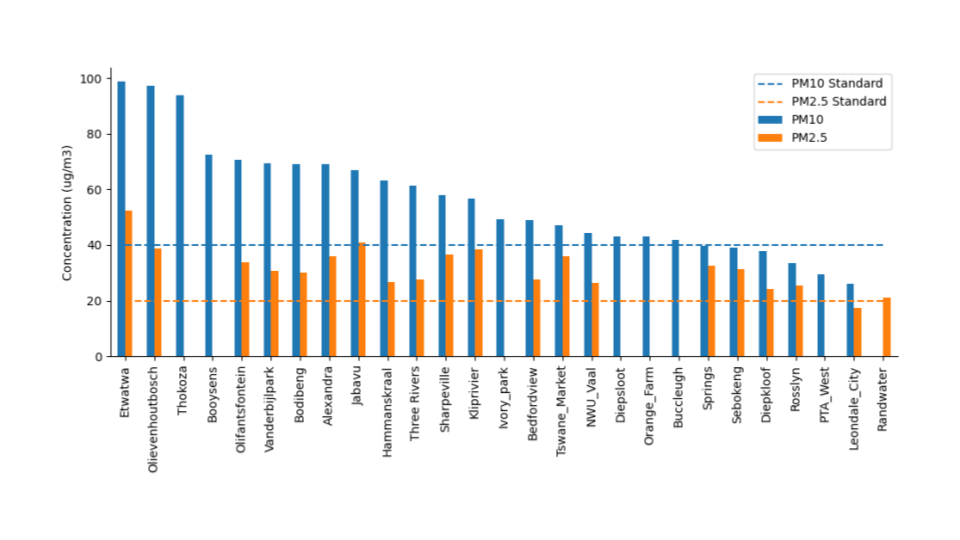 100
80
60
40
20
0
Concentration (ug/m3)
PM10 Standard
PM2.5 Standard
PM10
PM2.5
Etwatwa
Olievenhoutbosch
Thokoza
Booysens
Olifantsfontein
Vanderbijlpark
Bodibeng
Alexandra
Jabavu
Hammanskraal
Three Rivers
Sharpeville
Kliprivier
Ivory_park
Bedfordview
Tswane_Market
NWU_Vaal
Diepsloot
Orange_Farm
Buccleugh
Springs
Sebokeng
Diepkloof
Rosslyn
PTA_West
Leondale_City
Randwater